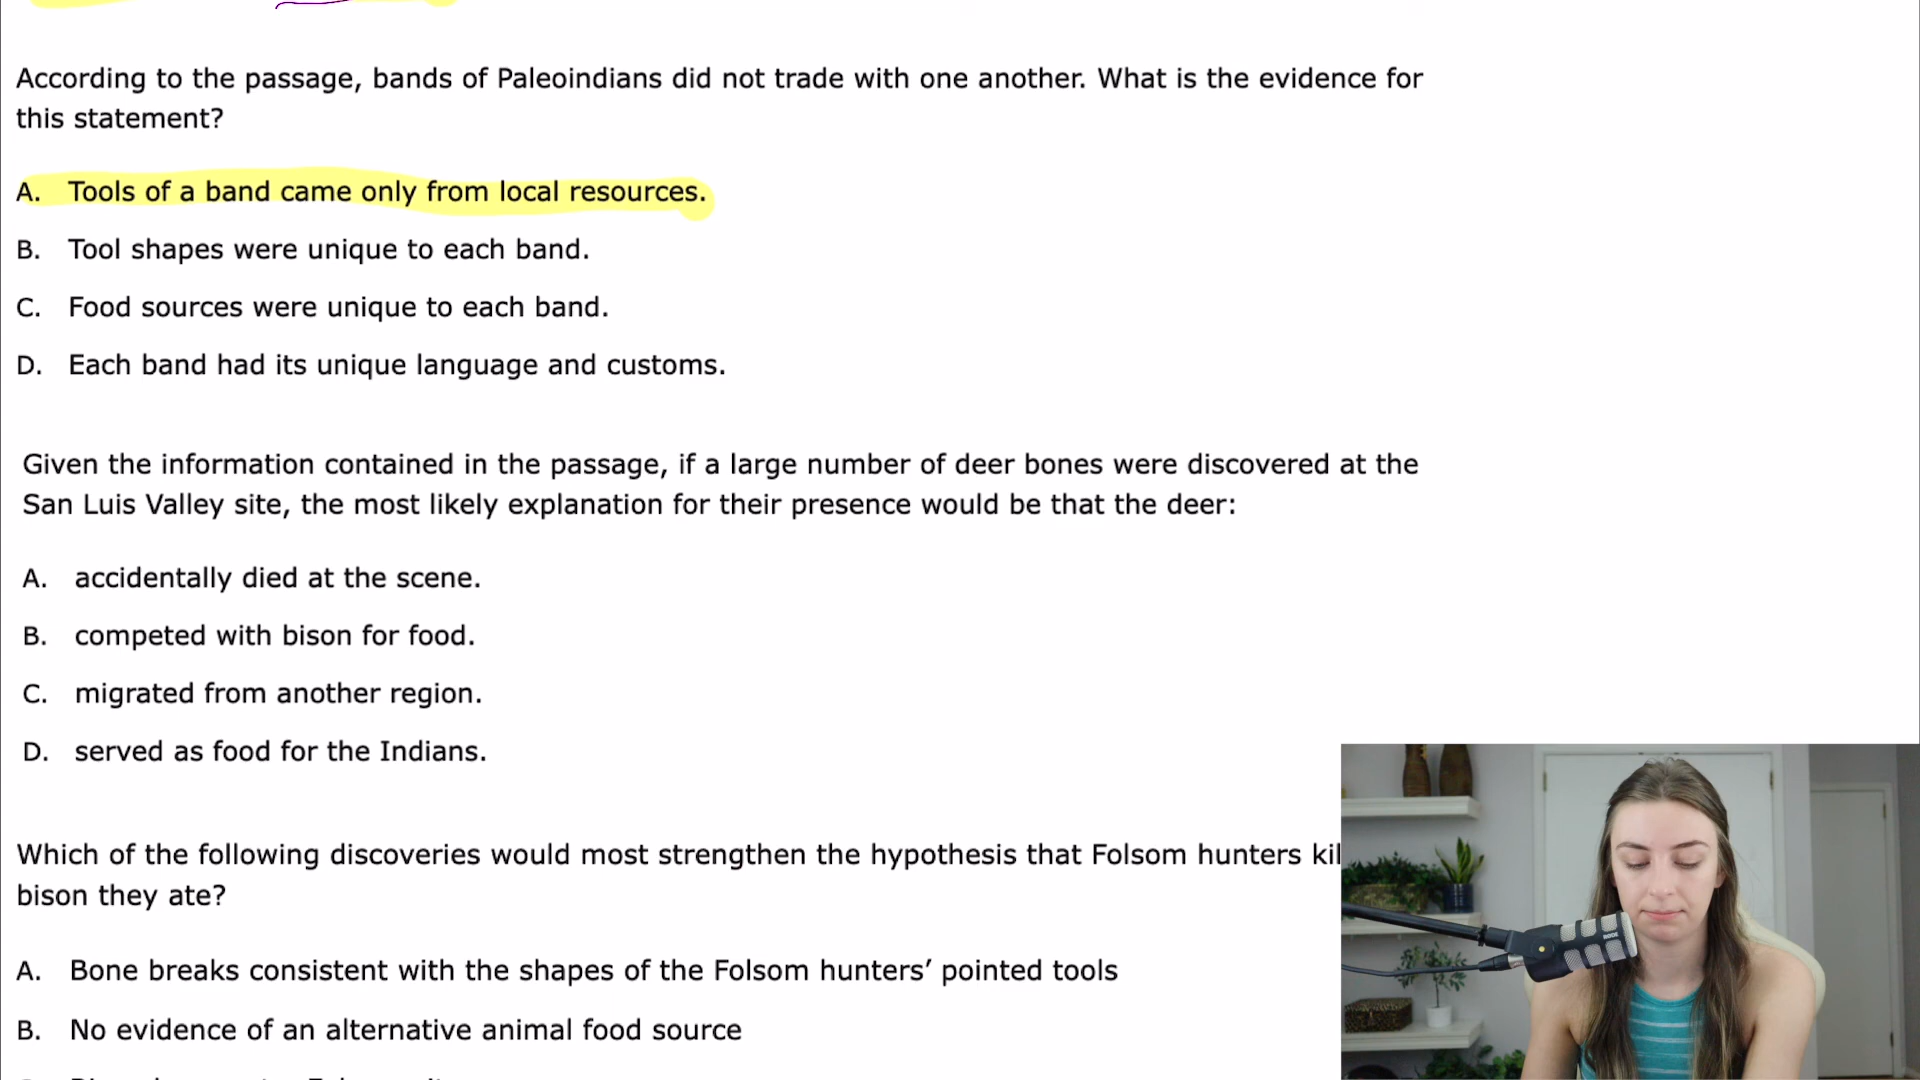 According to the passage, bands of Paleoindians did not trade with one another. What is the evidence for
this statement?
A. Tools of a band came only from local resources.
B. Tool shapes were unique to each band.
C. Food sources were unique to each band.
D. Each band had its unique language and customs.
Given the information contained in the passage, if a large number of deer bones were discovered at the
San Luis Valley site, the most likely explanation for their presence would be that the deer:
A. accidentally died at the scene.
B. competed with bison for food.
C. migrated from another region.
D. served as food for the Indians.
Which of the following discoveries would most strengthen the hypothesis that Folsom hunters kil
bison they ate?
A. Bone breaks consistent with the shapes of the Folsom hunters’ pointed tools
B. No evidence of an alternative animal food source
RODE